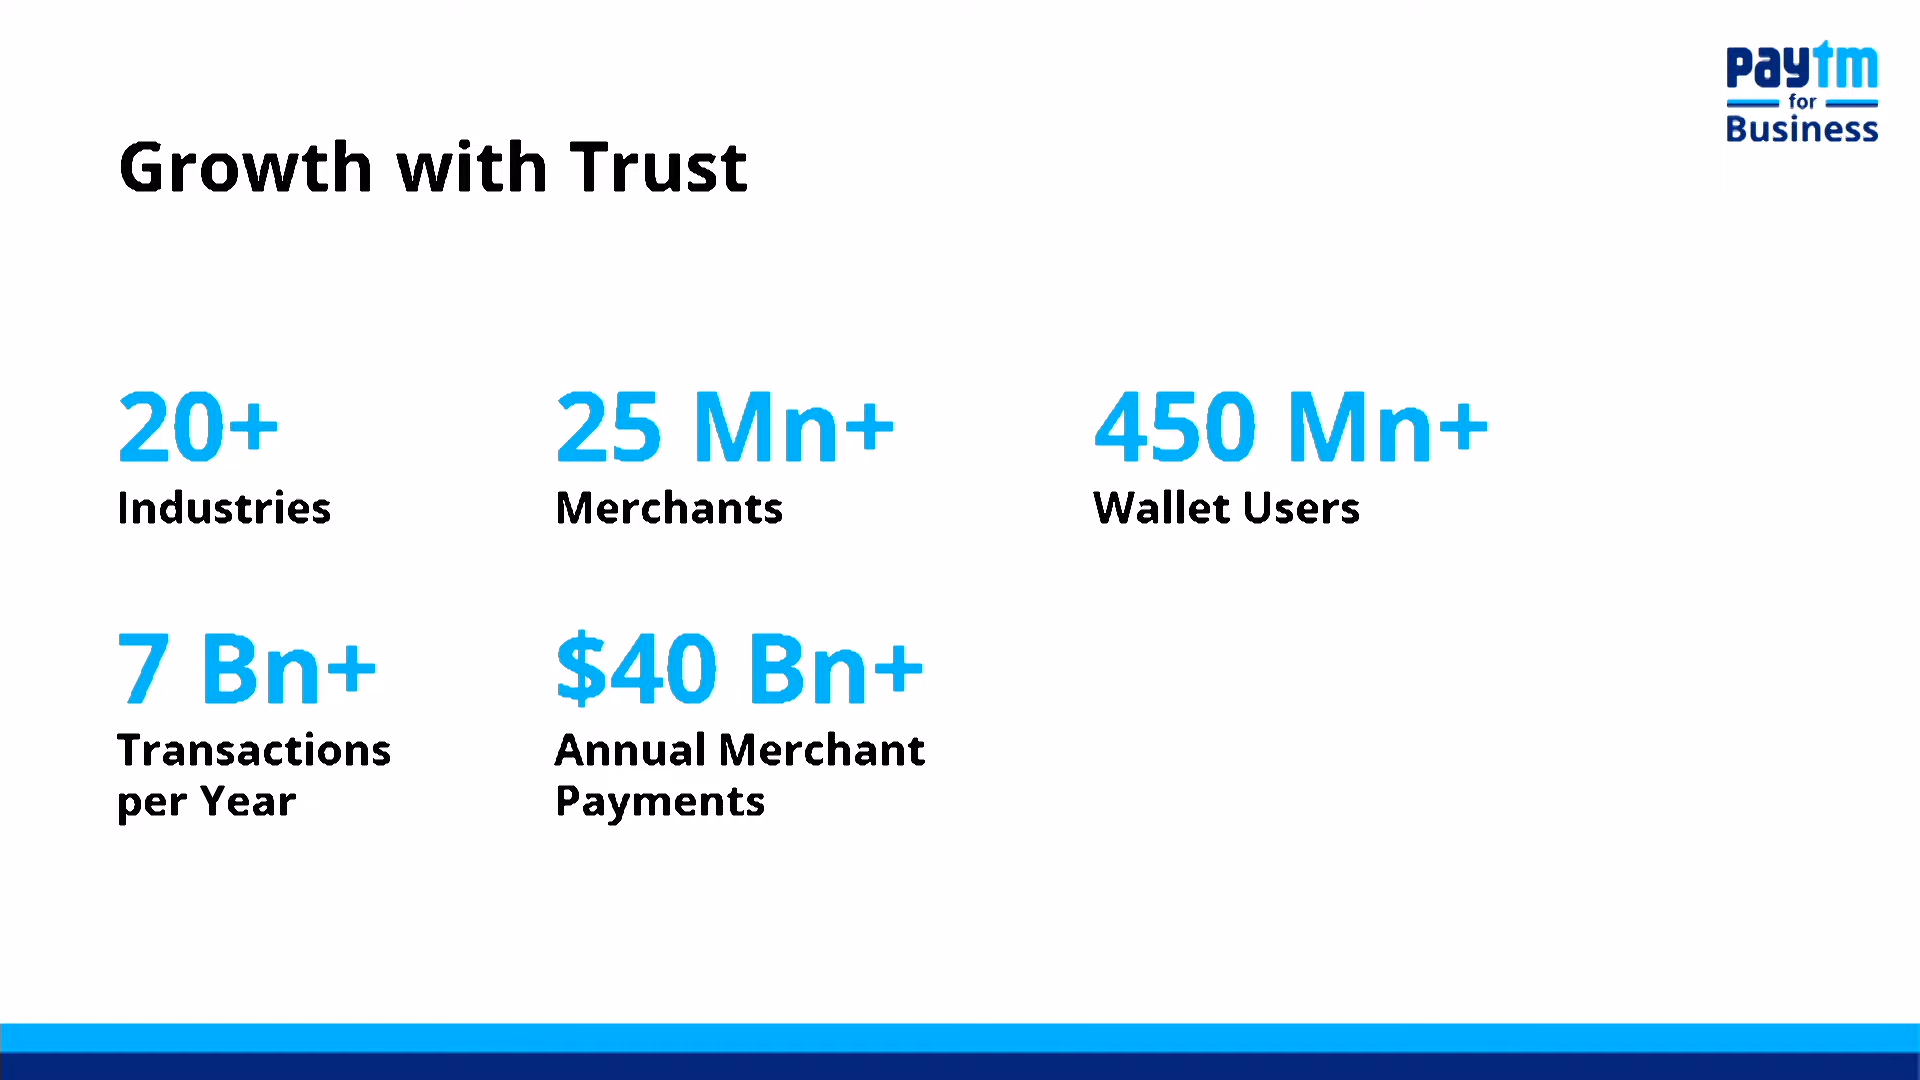 paytm
for
Business
Growth with Trust
20+
Industries
25 Mn+
Merchants
450 Mn+
Wallet Users
7 Bn+
Transactions
per Year
$40 Bn+
Annual Merchant
Payments